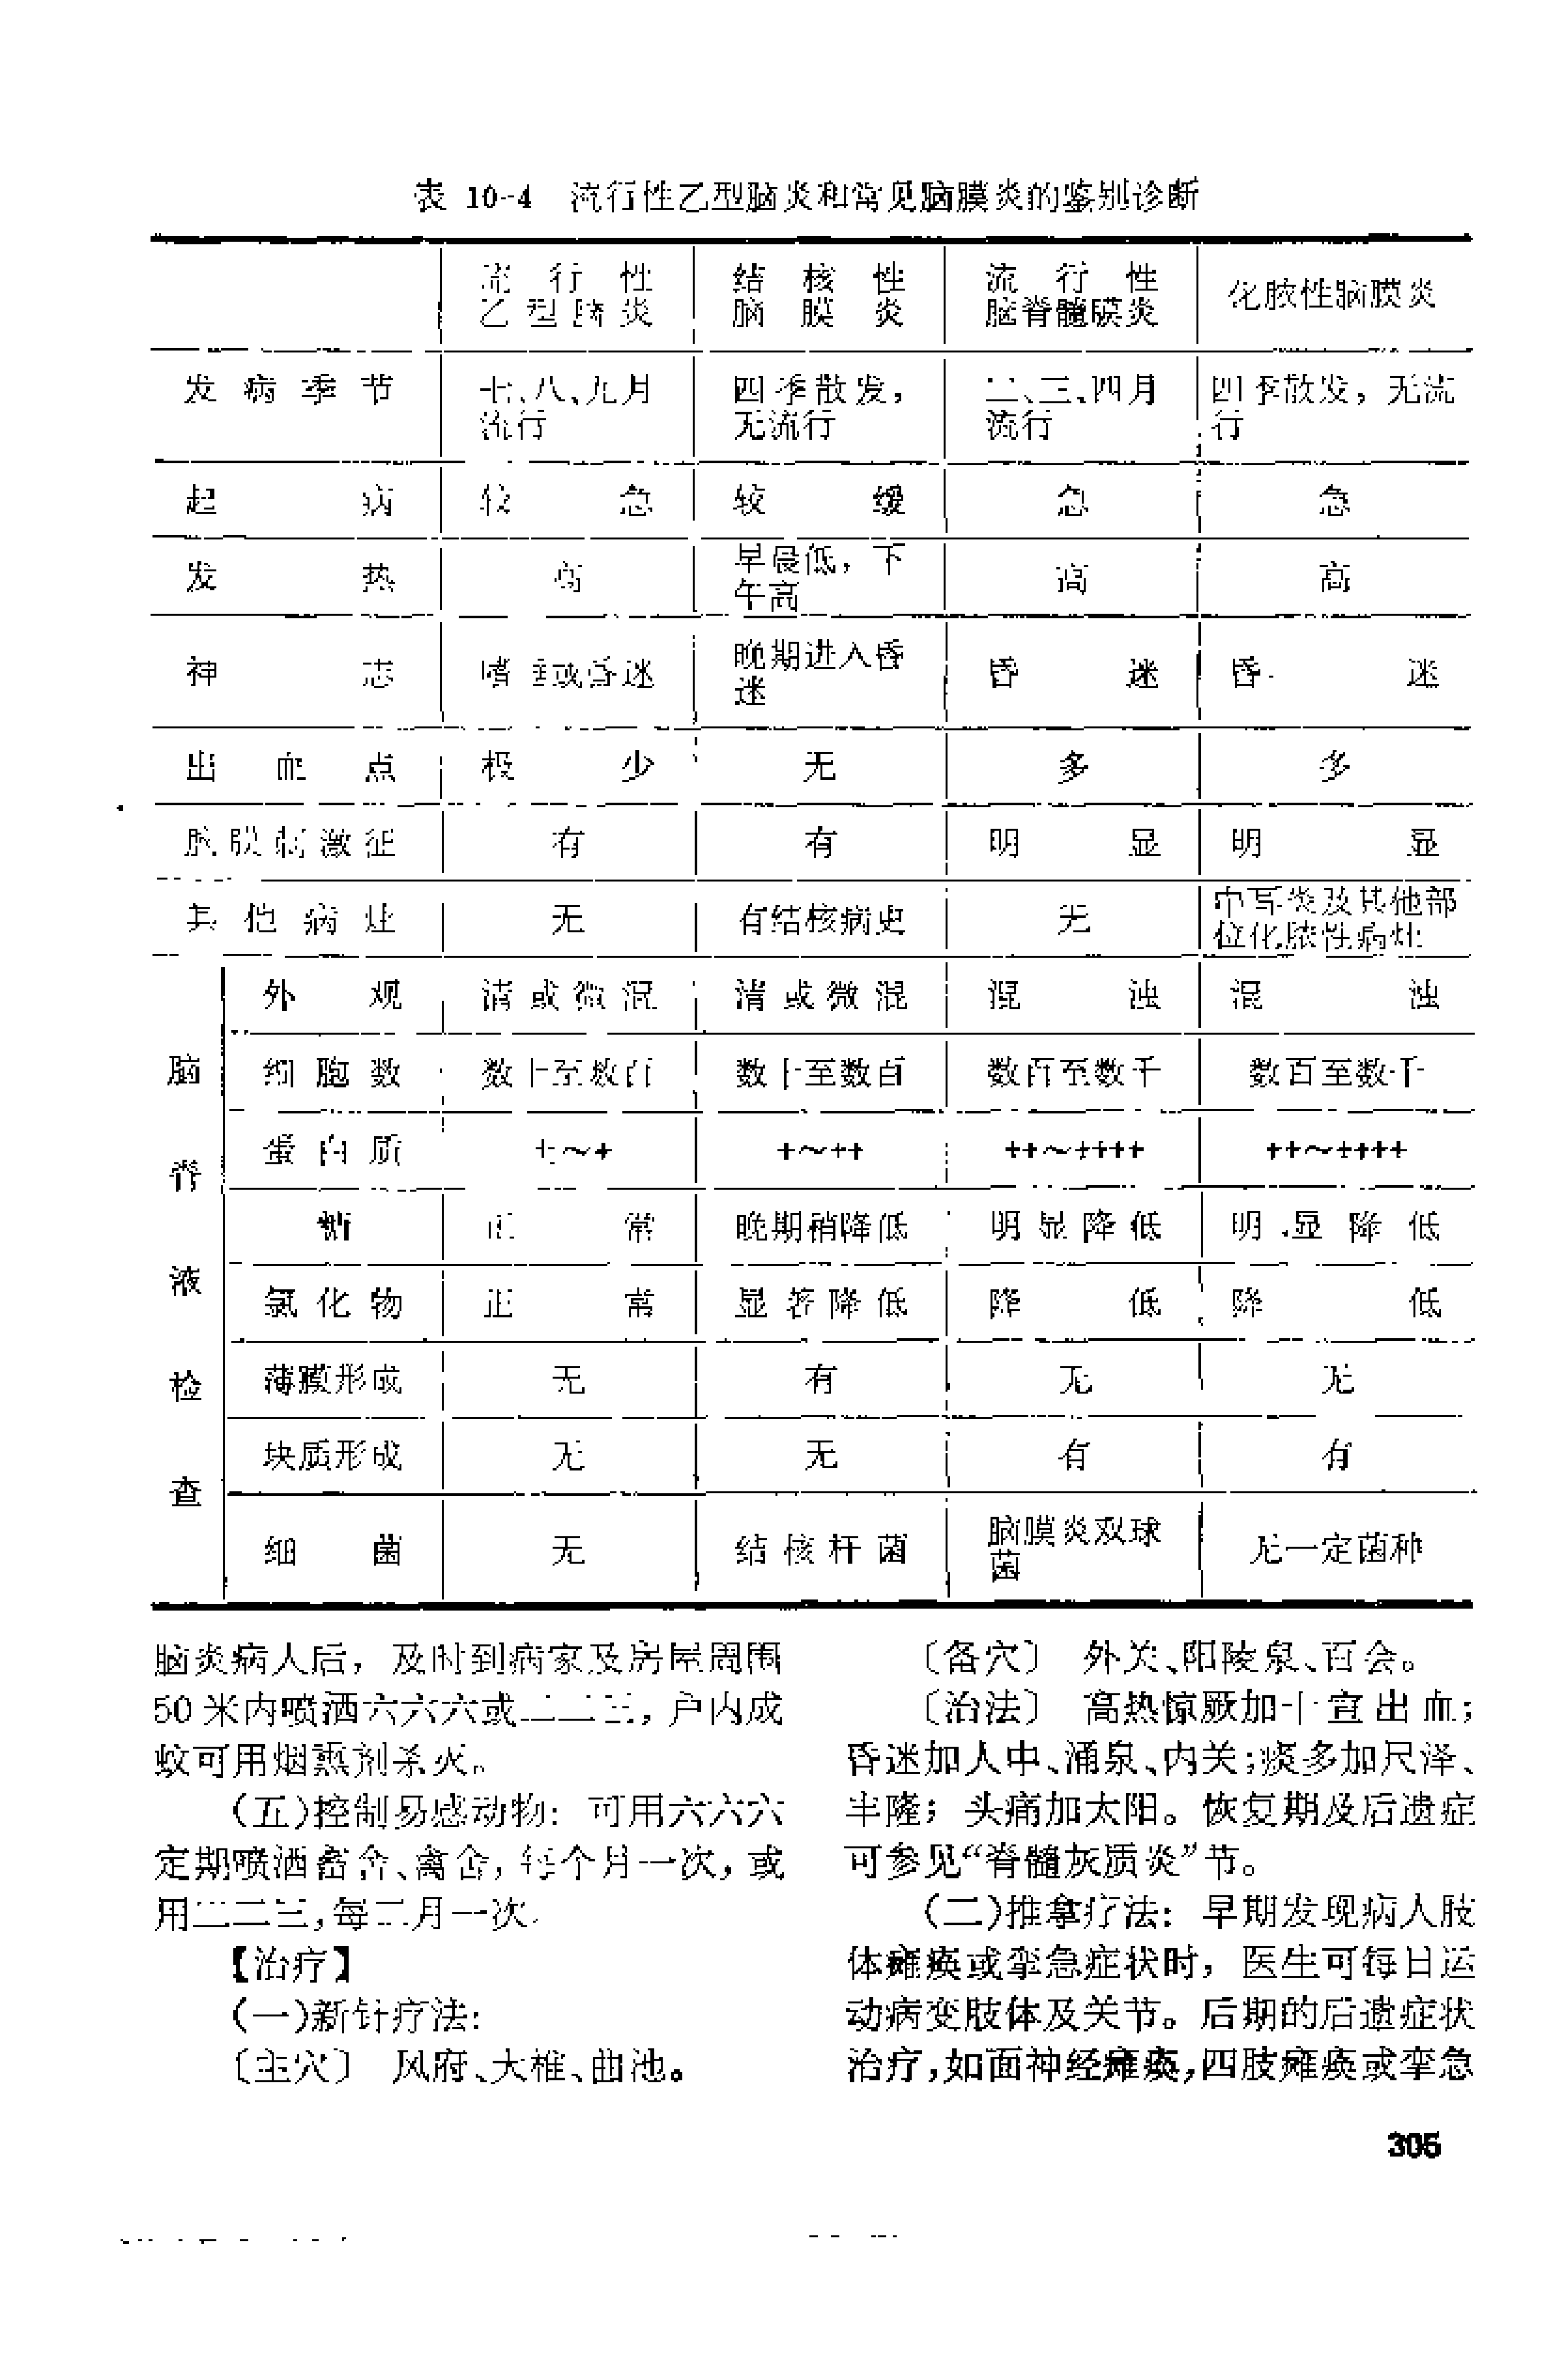 表 10-4 流行性乙型脑炎和常见脑膜炎的鉴别诊断
流行性 结核性 流行性
乙型脑炎 脑膜炎 脑脊髓膜炎 化脓性脑膜炎
发病季节 七、八、九月 四季散发， 二、三、四月 四季散发，无流
流行 无流行 流行 行
起病 较急 较缓 急 急
发热 高 早晨低，下 高 高
午高
神志 嗜睡或昏迷 晚期进入昏 昏迷 昏迷
迷
出血点 极少 无 多 多
脑膜刺激征 有 有 明显 明显
其他病灶 无 有结核病史 无 中耳炎及其他部
位化脓性病灶
脑脊液检查
外观 清或微混 清或微混 混浊 混浊
细胞数 数十至数百 数十至数百 数百至数千 数百至数千
蛋白质 ±～+ +～++ ++～++++ ++～++++
糖 正常 晚期稍降低 明显降低 明显降低
氯化物 正常 显著降低 降低 降低
薄膜形成 无 有 无 无
块质形成 无 无 有 有
细菌 无 结核杆菌 脑膜炎双球 无一定菌种
菌
脑炎病人后，及时到病家及房屋周围
50米内喷洒六六六或二二三，户内成
蚊可用烟熏剂杀灭。
（五）控制易感动物：可用六六六
定期喷洒畜舍、禽舍，每个月一次，或
用二二三，每二月一次。
【治疗】
（一）新针疗法：
〔主穴〕 风府、大椎、曲池。
〔备穴〕 外关、阳陵泉、百会。
〔治法〕 高热惊厥加十宣出血；
昏迷加人中、涌泉、内关；痰多加尺泽、
丰隆；头痛加太阳。恢复期及后遗症
可参见“脊髓灰质炎”节。
（二）推拿疗法：早期发现病人肢
体瘫痪或挛急症状时，医生可每日运
动病变肢体及关节。后期的后遗症状
治疗，如面神经瘫痪，四肢瘫痪或挛急
305